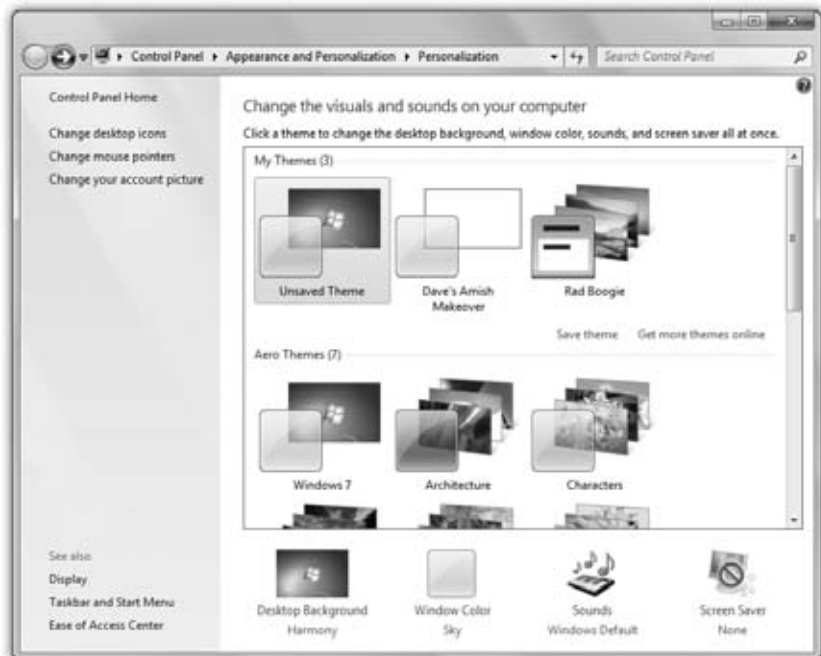 Control Panel Appearance and Personalization Personalization
Search Control Panel
Control Panel Home
Change desktop icons
Change mouse pointers
Change your account picture
See also
Display
Taskbar and Start Menu
Ease of Access Center
Change the visuals and sounds on your computer
Click a theme to change the desktop background, window color, sounds, and screen saver all at once.
My Themes (3)
Unsaved Theme
Dave's Amish
Makeover
Rad Boogie
Save theme Get more themes online
Aero Themes (7)
Windows 7
Architecture
Characters
Desktop Background
Harmony
Window Color
Sky
Sounds
Windows Default
Screen Saver
None